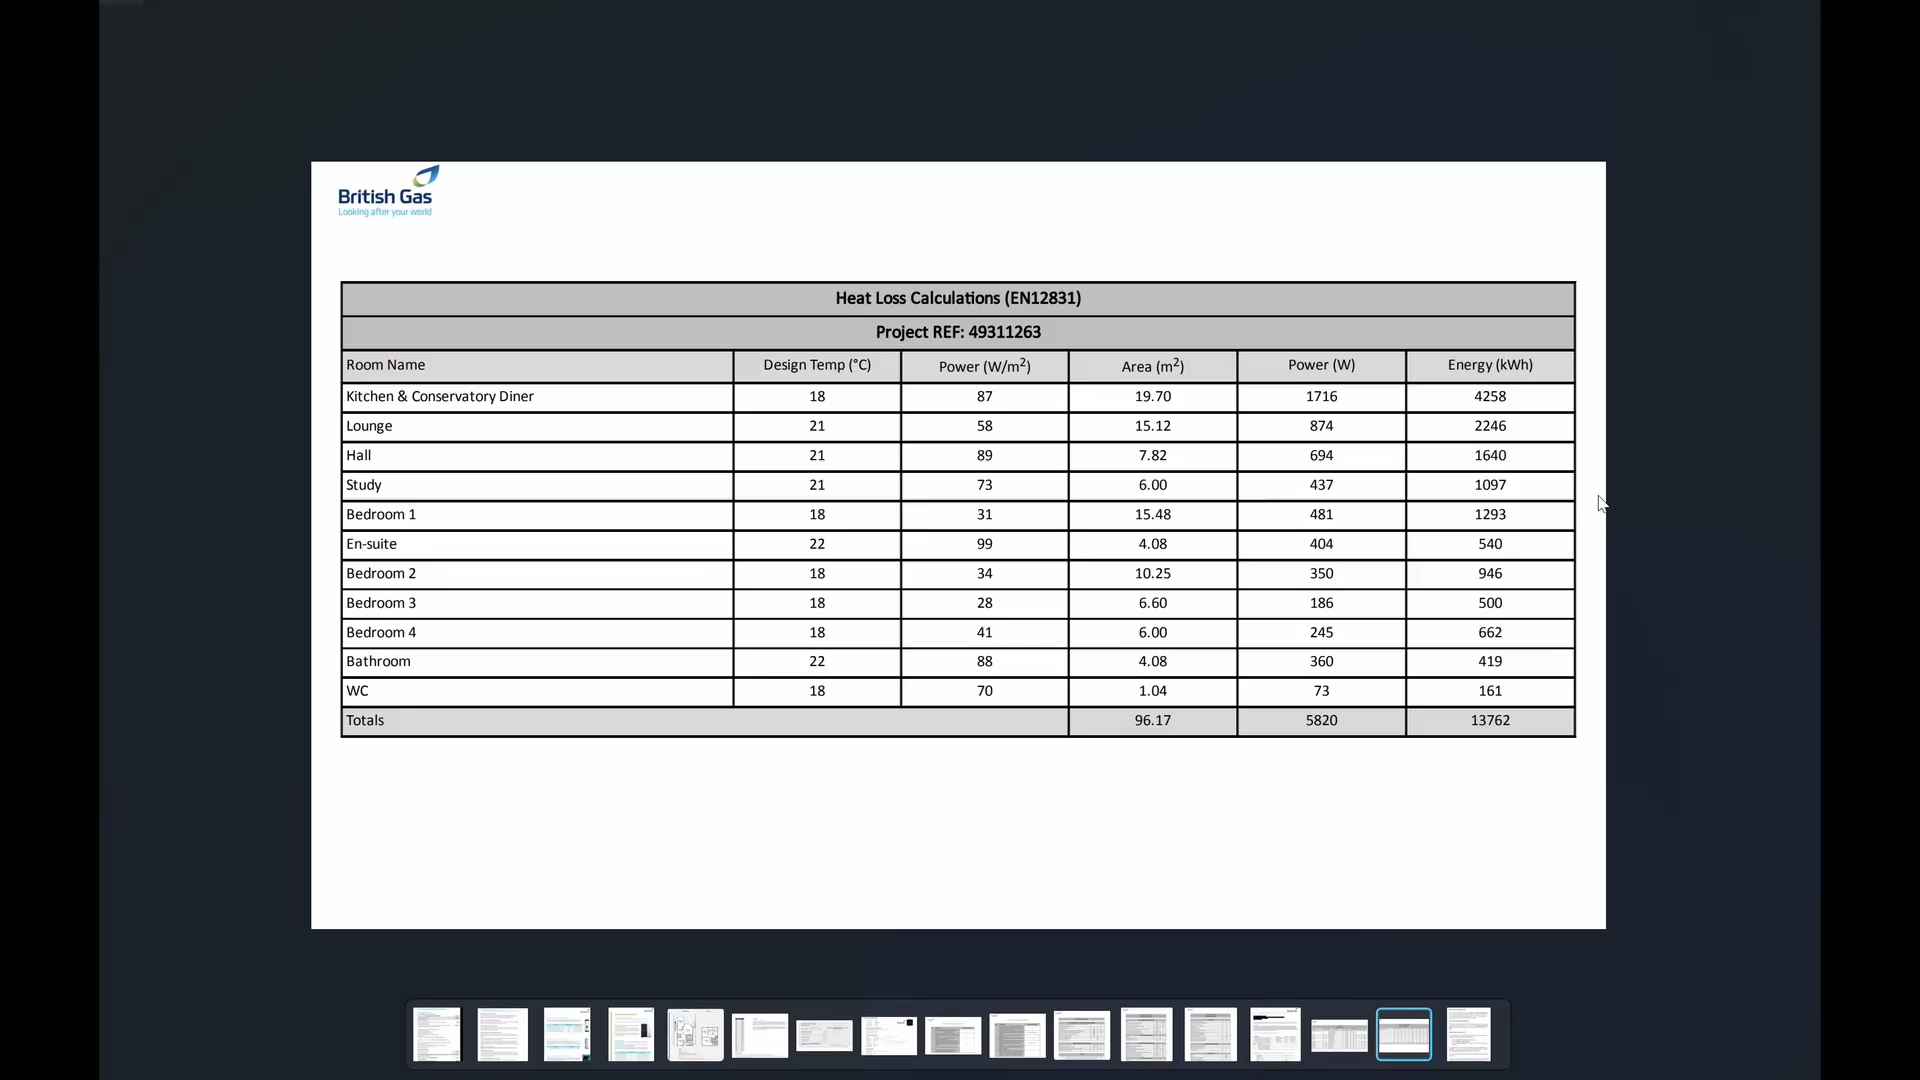 British Gas
Looking after your world
Heat Loss Calculations (EN12831)
Project REF: 49311263
Room Name Design Temp (°C) Power (W/m²) Area (m²) Power (W) Energy (kWh)
Kitchen & Conservatory Diner 18 87 19.70 1716 4258
Lounge 21 58 15.12 874 2246
Hall 21 89 7.82 694 1640
Study 21 73 6.00 437 1097
Bedroom 1 18 31 15.48 481 1293
En-suite 22 99 4.08 404 540
Bedroom 2 18 34 10.25 350 946
Bedroom 3 18 28 6.60 186 500
Bedroom 4 18 41 6.00 245 662
Bathroom 22 88 4.08 360 419
WC 18 70 1.04 73 161
Totals 96.17 5820 13762